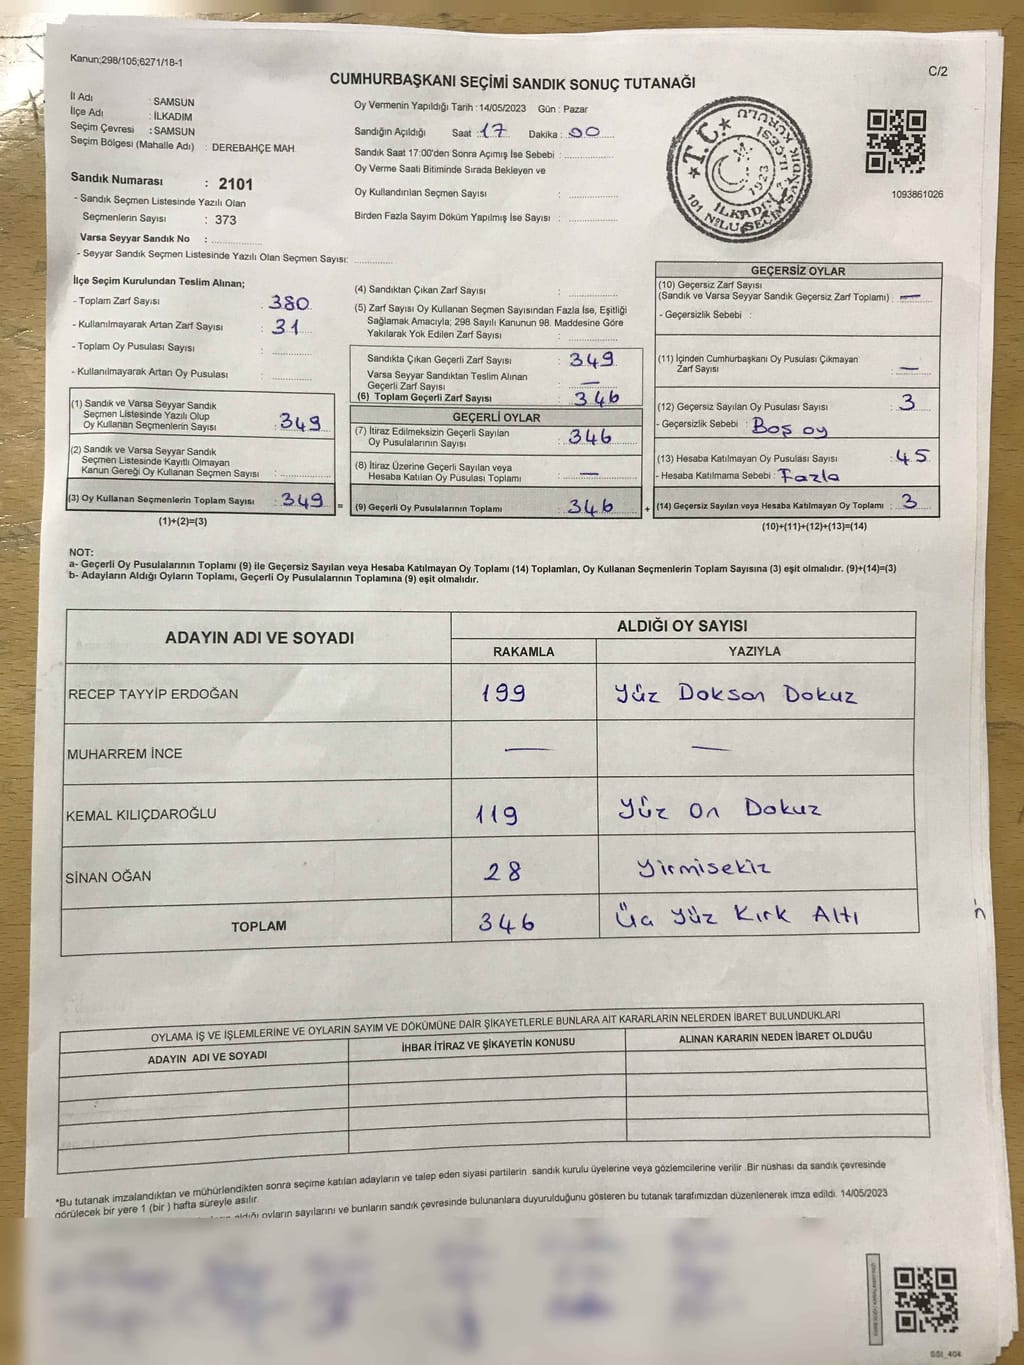 Kanun;298/105;6271/18-1
C/2
CUMHURBAŞKANI SEÇİMİ SANDIK SONUÇ TUTANAĞI
İl Adı : SAMSUN
İlçe Adı : İLKADIM
Seçim Çevresi : SAMSUN
Seçim Bölgesi (Mahalle Adı) : DEREBAHÇE MAH
Sandık Numarası : 2101
- Sandık Seçmen Listesinde Yazılı Olan
Seçmenlerin Sayısı : 373
Varsa Seyyar Sandık No :
- Seyyar Sandık Seçmen Listesinde Yazılı Olan Seçmen Sayısı:
Oy Vermenin Yapıldığı Tarih : 14/05/2023 Gün : Pazar
Sandığın Açıldığı Saat : 17 Dakika : 00
Sandık Saat 17:00'den Sonra Açımış İse Sebebi :
Oy Verme Saati Bitiminde Sırada Bekleyen ve
Oy Kullandırılan Seçmen Sayısı :
Birden Fazla Sayım Döküm Yapılmış İse Sayısı :
T.C.
1923
İLKADIM
1093861026
İlçe Seçim Kurulundan Teslim Alınan;
- Toplam Zarf Sayısı : 380
- Kullanılmayarak Artan Zarf Sayısı : 31
- Toplam Oy Pusulası Sayısı :
- Kullanılmayarak Artan Oy Pusulası :
(1) Sandık ve Varsa Seyyar Sandık
Seçmen Listesinde Yazılı Olup
Oy Kullanan Seçmenlerin Sayısı : 349
(2) Sandık ve Varsa Seyyar Sandık
Seçmen Listesinde Kayıtlı Olmayan
Kanun Gereği Oy Kullanan Seçmen Sayısı :
(3) Oy Kullanan Seçmenlerin Toplam Sayısı : 349 =
(1)+(2)=(3)
(4) Sandıktan Çıkan Zarf Sayısı :
(5) Zarf Sayısı Oy Kullanan Seçmen Sayısından Fazla İse, Eşitliği
Sağlamak Amacıyla; 298 Sayılı Kanunun 98. Maddesine Göre
Yakılarak Yok Edilen Zarf Sayısı :
Sandıkta Çıkan Geçerli Zarf Sayısı : 349
Varsa Seyyar Sandıktan Teslim Alınan
Geçerli Zarf Sayısı : —
(6) Toplam Geçerli Zarf Sayısı : 346
GEÇERLİ OYLAR
(7) İtiraz Edilmeksizin Geçerli Sayılan
Oy Pusulalarının Sayısı : 346
(8) İtiraz Üzerine Geçerli Sayılan veya
Hesaba Katılan Oy Pusulası Toplamı : —
(9) Geçerli Oy Pusulalarının Toplamı : 346 +
GEÇERSİZ OYLAR
(10) Geçersiz Zarf Sayısı
(Sandık ve Varsa Seyyar Sandık Geçersiz Zarf Toplamı) : —
- Geçersizlik Sebebi :
(11) İçinden Cumhurbaşkanı Oy Pusulası Çıkmayan
Zarf Sayısı : —
(12) Geçersiz Sayılan Oy Pusulası Sayısı : 3
- Geçersizlik Sebebi : Boş oy
(13) Hesaba Katılmayan Oy Pusulası Sayısı : 45
- Hesaba Katılmama Sebebi : Fazla
(14) Geçersiz Sayılan veya Hesaba Katılmayan Oy Toplamı : 3
(10)+(11)+(12)+(13)=(14)
NOT:
a- Geçerli Oy Pusulalarının Toplamı (9) ile Geçersiz Sayılan veya Hesaba Katılmayan Oy Toplamı (14) Toplamları, Oy Kullanan Seçmenlerin Toplam Sayısına (3) eşit olmalıdır. (9)+(14)=(3)
b- Adayların Aldığı Oyların Toplamı, Geçerli Oy Pusulalarının Toplamına (9) eşit olmalıdır.
ADAYIN ADI VE SOYADI
ALDIĞI OY SAYISI
RAKAMLA YAZIYLA
RECEP TAYYİP ERDOĞAN 199 Yüz Doksan Dokuz
MUHARREM İNCE — —
KEMAL KILIÇDAROĞLU 119 Yüz On Dokuz
SİNAN OĞAN 28 Yirmisekiz
TOPLAM 346 Üç Yüz Kırk Altı
OYLAMA İŞ VE İŞLEMLERİNE VE OYLARIN SAYIM VE DÖKÜMÜNE DAİR ŞİKAYETLERLE BUNLARA AİT KARARLARIN NELERDEN İBARET BULUNDUKLARI
ADAYIN ADI VE SOYADI İHBAR İTİRAZ VE ŞİKAYETİN KONUSU ALINAN KARARIN NEDEN İBARET OLDUĞU
*Bu tutanak imzalandıktan ve mühürlendikten sonra seçime katılan adayların ve talep eden siyasi partilerin sandık kurulu üyelerine veya gözlemcilerine verilir .Bir nüshası da sandık çevresinde
görülecek bir yere 1 (bir ) hafta süreyle asılır.
aldığı oyların sayılarını ve bunların sandık çevresinde bulunanlara duyurulduğunu gösteren bu tutanak tarafımızdan düzenlenerek imza edildi. 14/05/2023